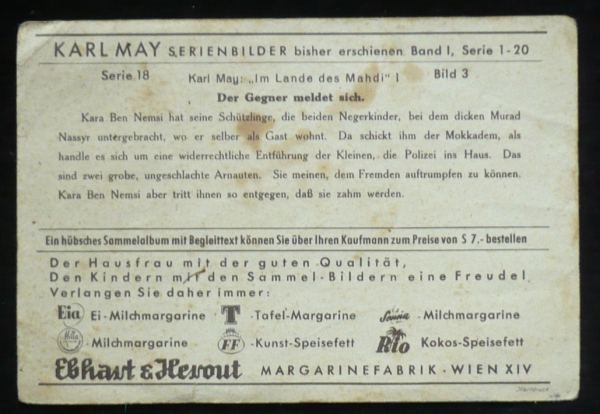 KARL MAY SERIENBILDER bisher erschienen Band I, Serie 1-20
Serie 18 Karl May: „Im Lande des Mahdi" I Bild 3
Der Gegner meldet sich.
Kara Ben Nemsi hat seine Schützlinge, die beiden Negerkinder, bei dem dicken Murad
Nassyr untergebracht, wo er selber als Gast wohnt. Da schickt ihm der Mokkadem, als
handle es sich um eine widerrechtliche Entführung der Kleinen, die Polizei ins Haus. Das
sind zwei grobe, ungeschlachte Arnauten. Sie meinen, dem Fremden auftrumpfen zu können.
Kara Ben Nemsi aber tritt ihnen so entgegen, daß sie zahm werden.
Ein hübsches Sammelalbum mit Begleittext können Sie über Ihren Kaufmann zum Preise von S 7.- bestellen
Der Hausfrau mit der guten Qualität,
Den Kindern mit den Sammel-Bildern eine Freude!
Verlangen Sie daher immer:
Eia Ei-Milchmargarine T -Tafel-Margarine -Milchmargarine
-Milchmargarine FF -Kunst-Speisefett Rio Kokos-Speisefett
Ebhart & Herout MARGARINEFABRIK · WIEN XIV